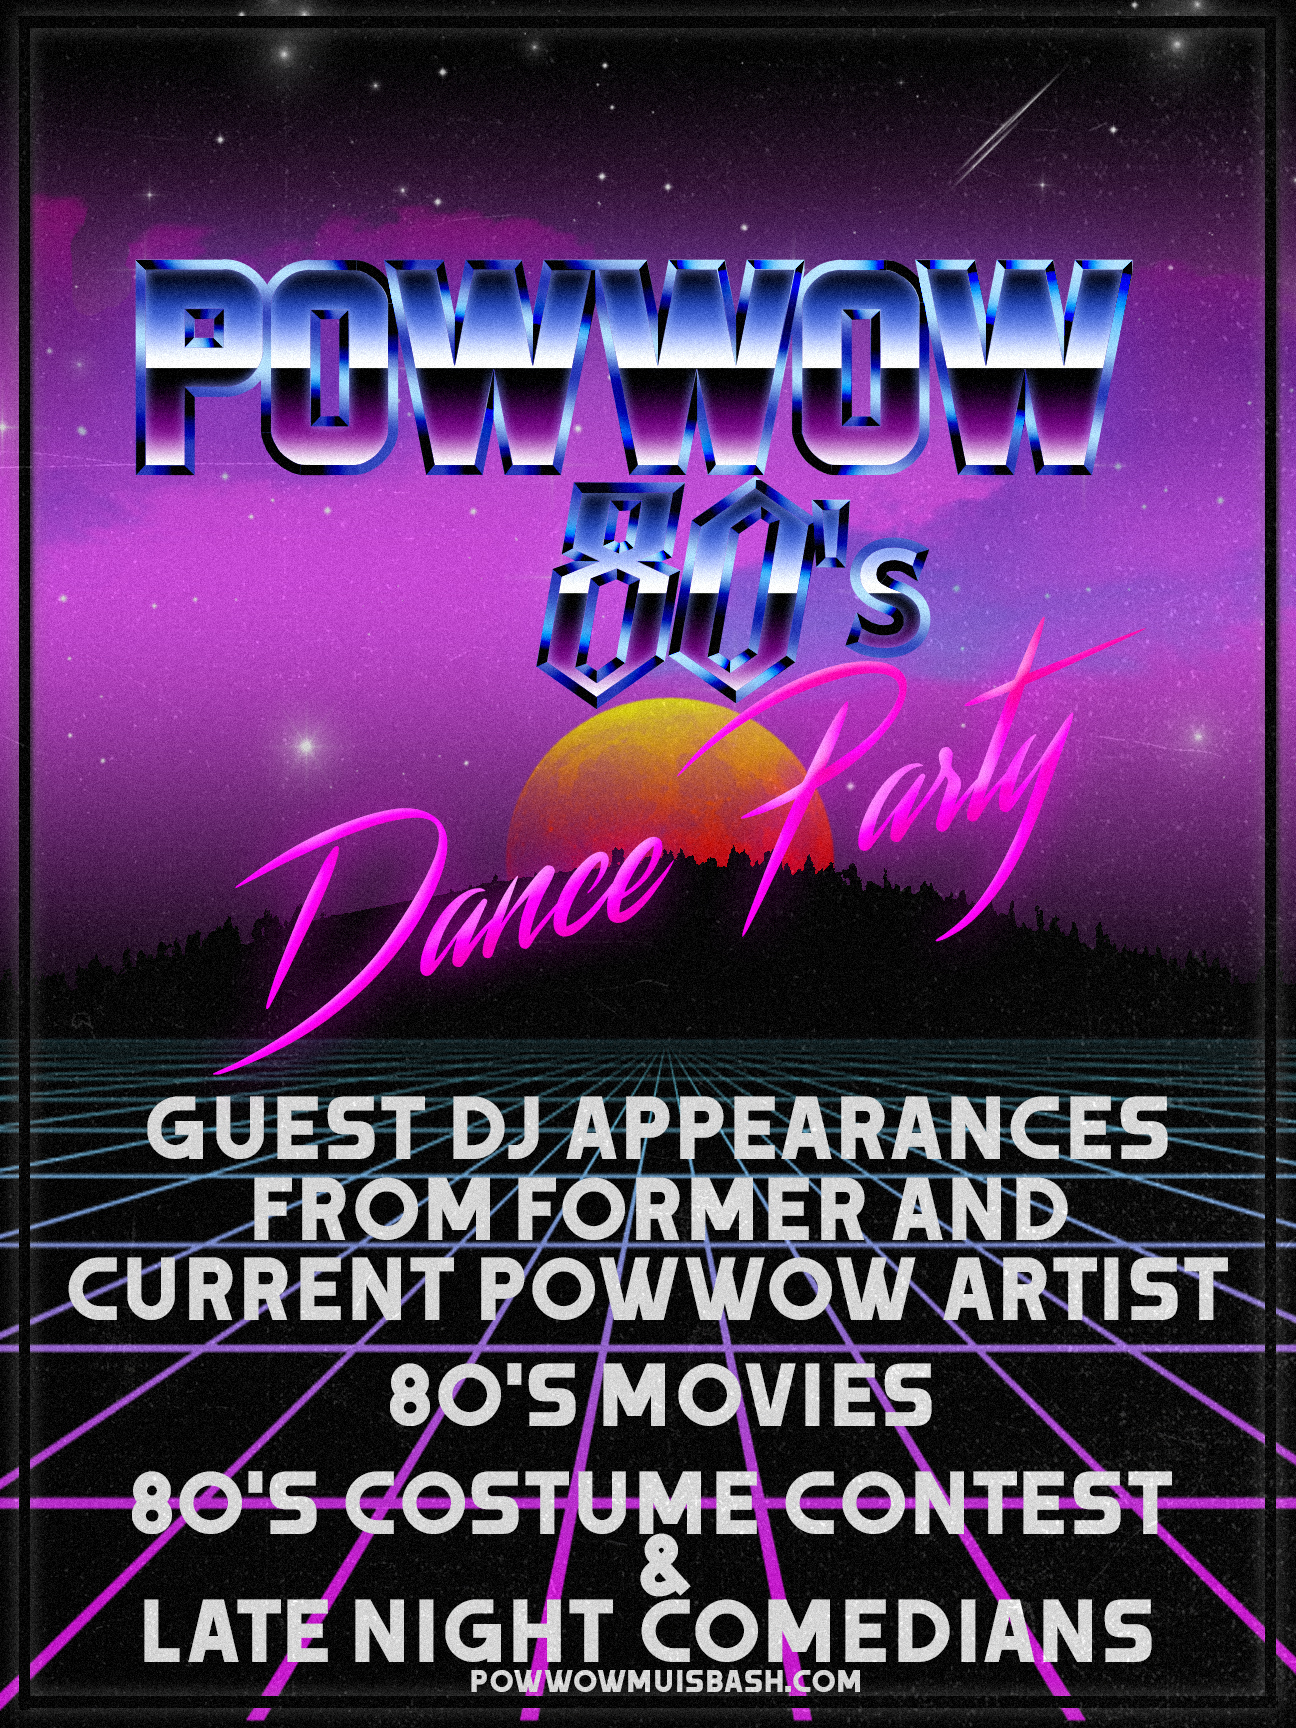 POWWOW
80's
Dance Party
GUEST DJ APPEARANCES
FROM FORMER AND
CURRENT POWWOW ARTIST
80'S MOVIES
80'S COSTUME CONTEST
&
LATE NIGHT COMEDIANS
POWWOWMUISBASH.COM